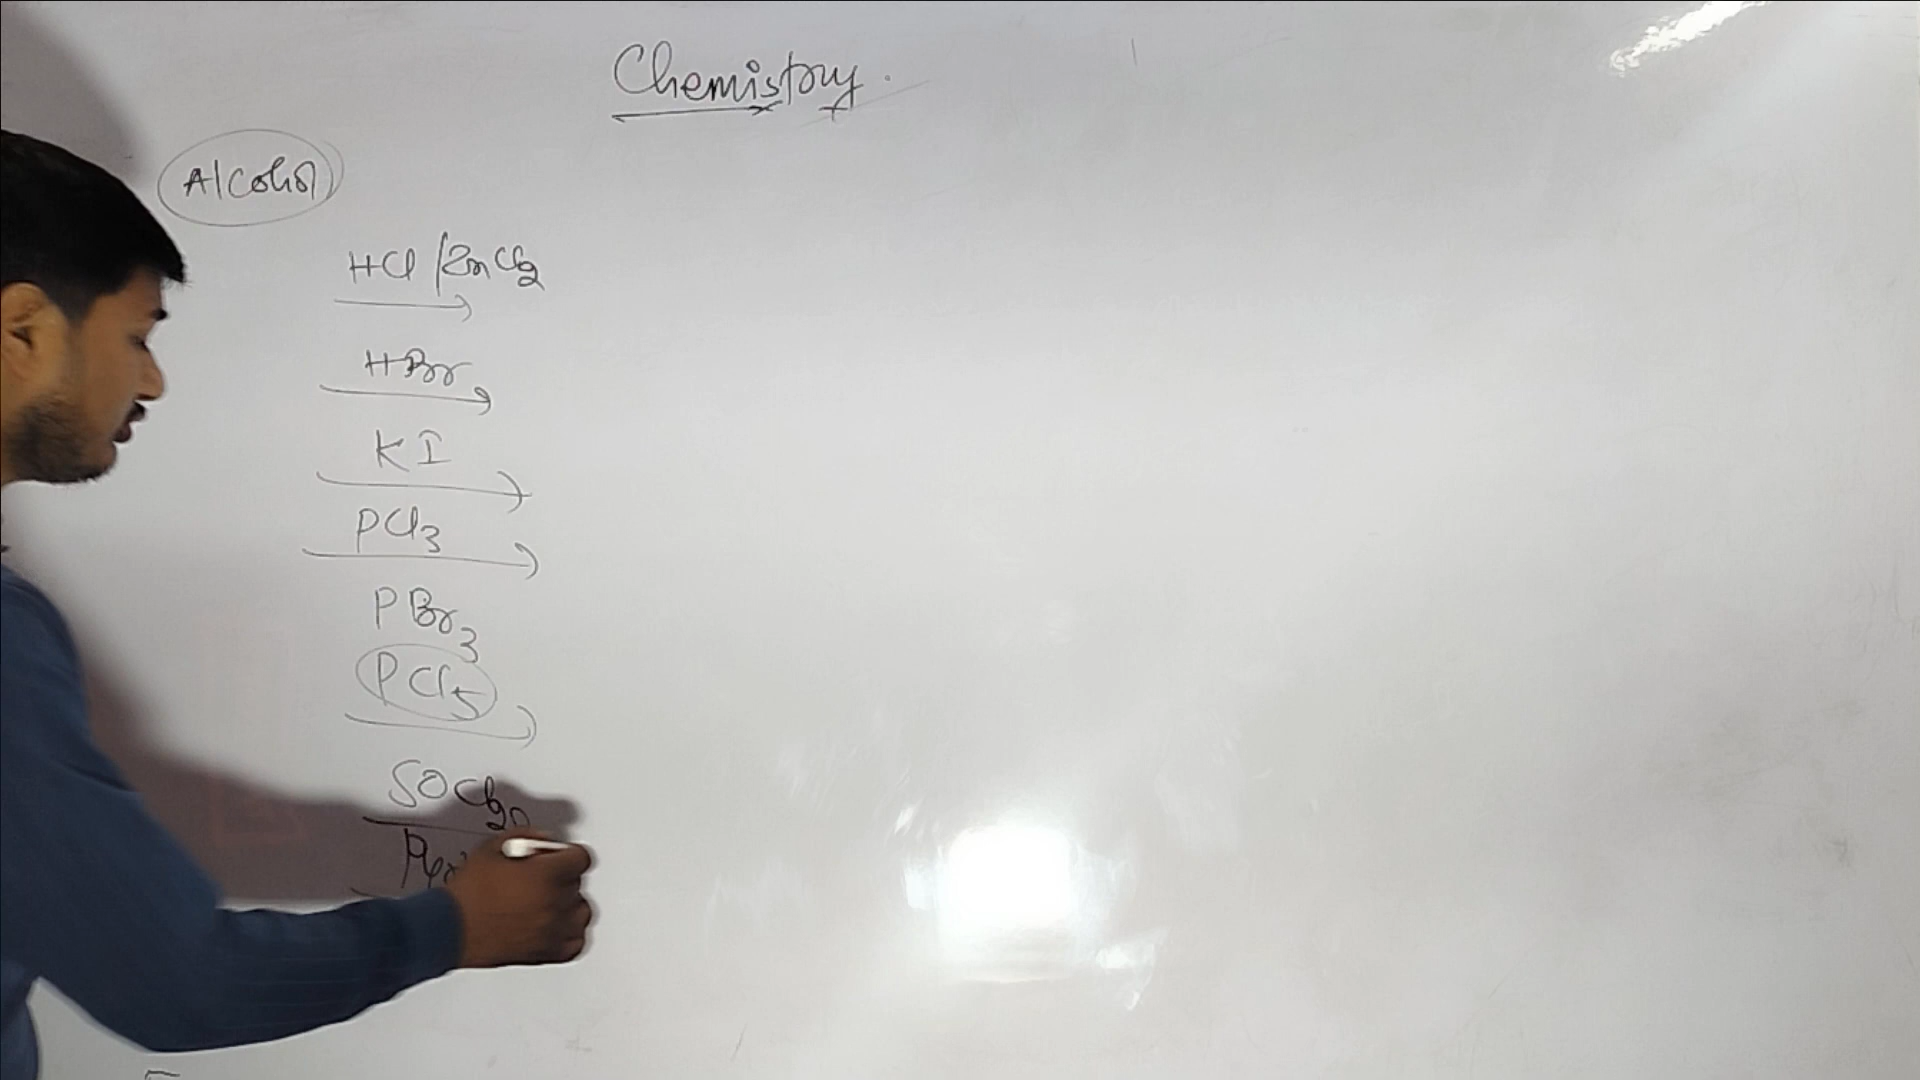 Chemistry.
Alcohol
HCl / ZnCl2
HBr
KI
PCl3
PBr3
PCl5
SOCl2